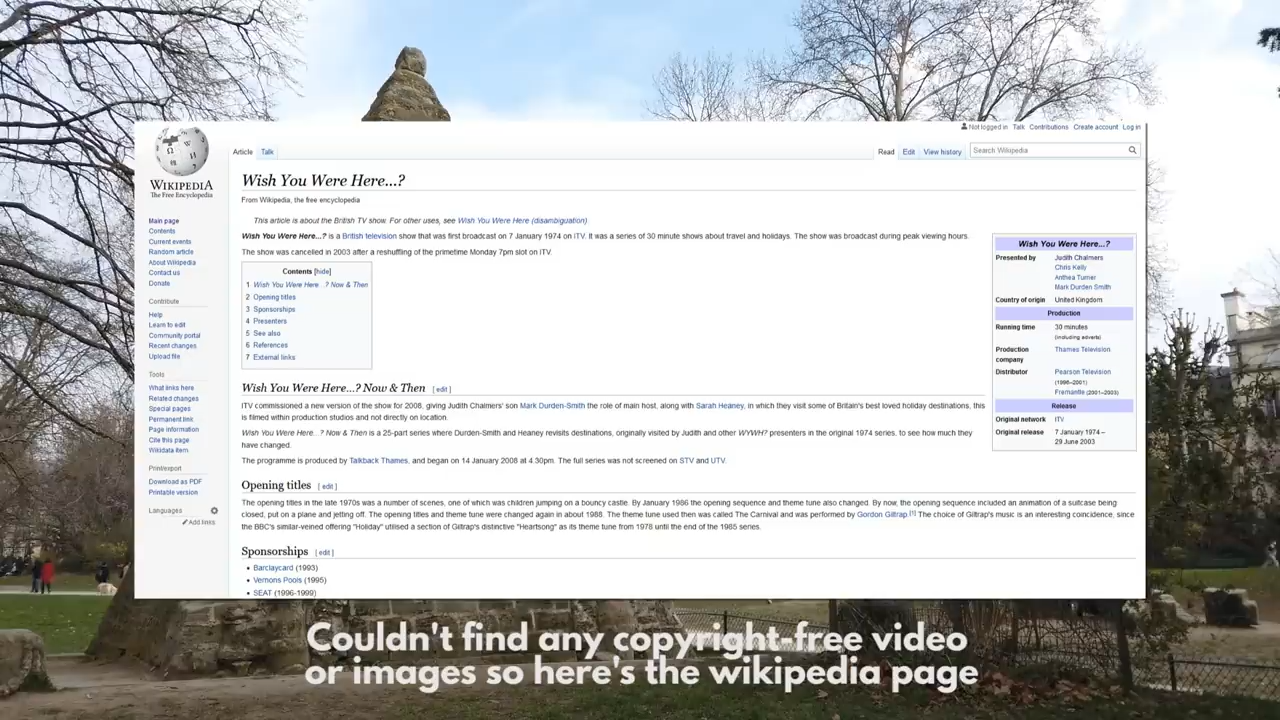 Not logged in Talk Contributions Create account Log in
Article Talk Read Edit View history Search Wikipedia
WIKIPEDIA
The Free Encyclopedia
Main page
Contents
Current events
Random article
About Wikipedia
Contact us
Donate
Contribute
Help
Learn to edit
Community portal
Recent changes
Upload file
Tools
What links here
Related changes
Special pages
Permanent link
Page information
Cite this page
Wikidata item
Print/export
Download as PDF
Printable version
Languages
Add links
Wish You Were Here...?
From Wikipedia, the free encyclopedia
This article is about the British TV show. For other uses, see Wish You Were Here (disambiguation)
Wish You Were Here...? is a British television show that was first broadcast on 7 January 1974 on ITV. It was a series of 30 minute shows about travel and holidays. The show was broadcast during peak viewing hours.
The show was cancelled in 2003 after a reshuffling of the primetime Monday 7pm slot on ITV.
Contents [hide]
1 Wish You Were Here...? Now & Then
2 Opening titles
3 Sponsorships
4 Presenters
5 See also
6 References
7 External links
Wish You Were Here...?
Presented by Judith Chalmers
Chris Kelly
Anthea Turner
Mark Durden Smith
Country of origin United Kingdom
Production
Running time 30 minutes
(including adverts)
Production company Thames Television
Distributor Pearson Television
(1996–2001)
Fremantle (2001–2003)
Release
Original network ITV
Original release 7 January 1974 –
29 June 2003
Wish You Were Here...? Now & Then [ edit ]
ITV commissioned a new version of the show for 2008, giving Judith Chalmers' son Mark Durden-Smith the role of main host, along with Sarah Heaney, in which they visit some of Britain's best loved holiday destinations, this
is filmed within production studios and not directly on location.
Wish You Were Here...? Now & Then is a 25-part series where Durden-Smith and Heaney revisits destinations, originally visited by Judith and other WYWH? presenters in the original 1974 series, to see how much they
have changed.
The programme is produced by Talkback Thames, and began on 14 January 2008 at 4.30pm. The full series was not screened on STV and UTV.
Opening titles [ edit ]
The opening titles in the late 1970s was a number of scenes, one of which was children jumping on a bouncy castle. By January 1986 the opening sequence and theme tune also changed. By now, the opening sequence included an animation of a suitcase being
closed, put on a plane and jetting off. The opening titles and theme tune were changed again in about 1988. The theme tune used then was called The Carnival and was performed by Gordon Giltrap.[1] The choice of Giltrap's music is an interesting coincidence, since
the BBC's similar-veined offering "Holiday" utilised a section of Giltrap's distinctive "Heartsong" as its theme tune from 1978 until the end of the 1985 series.
Sponsorships [ edit ]
Barclaycard (1993)
Vernons Pools (1995)
SEAT (1996-1999)
Couldn't find any copyright-free video
or images so here's the wikipedia page